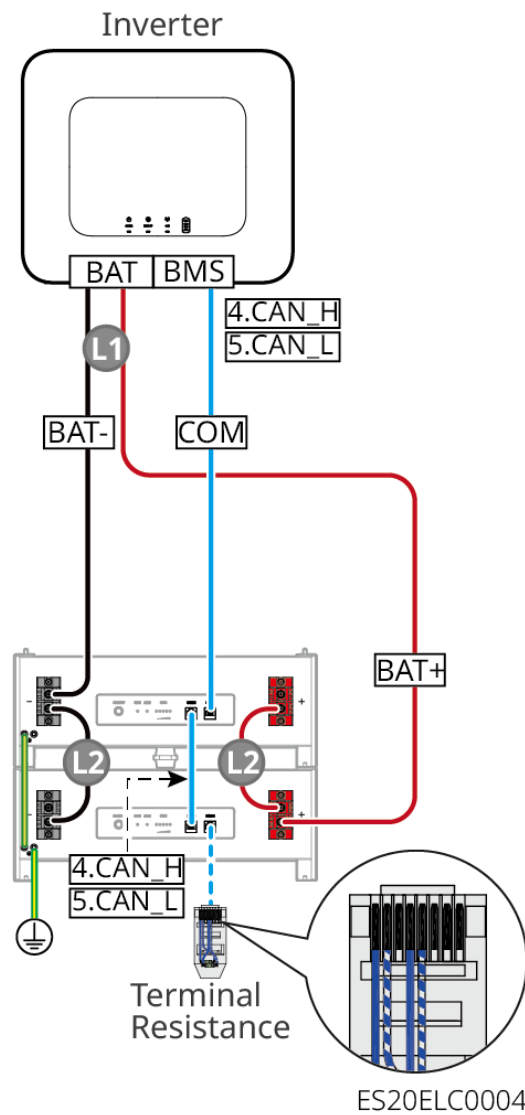 Inverter
BAT
BMS
4.CAN_H
5.CAN_L
L1
BAT-
COM
BAT+
-
+
L2
L2
-
+
4.CAN_H
5.CAN_L
Terminal
Resistance
ES20ELC0004